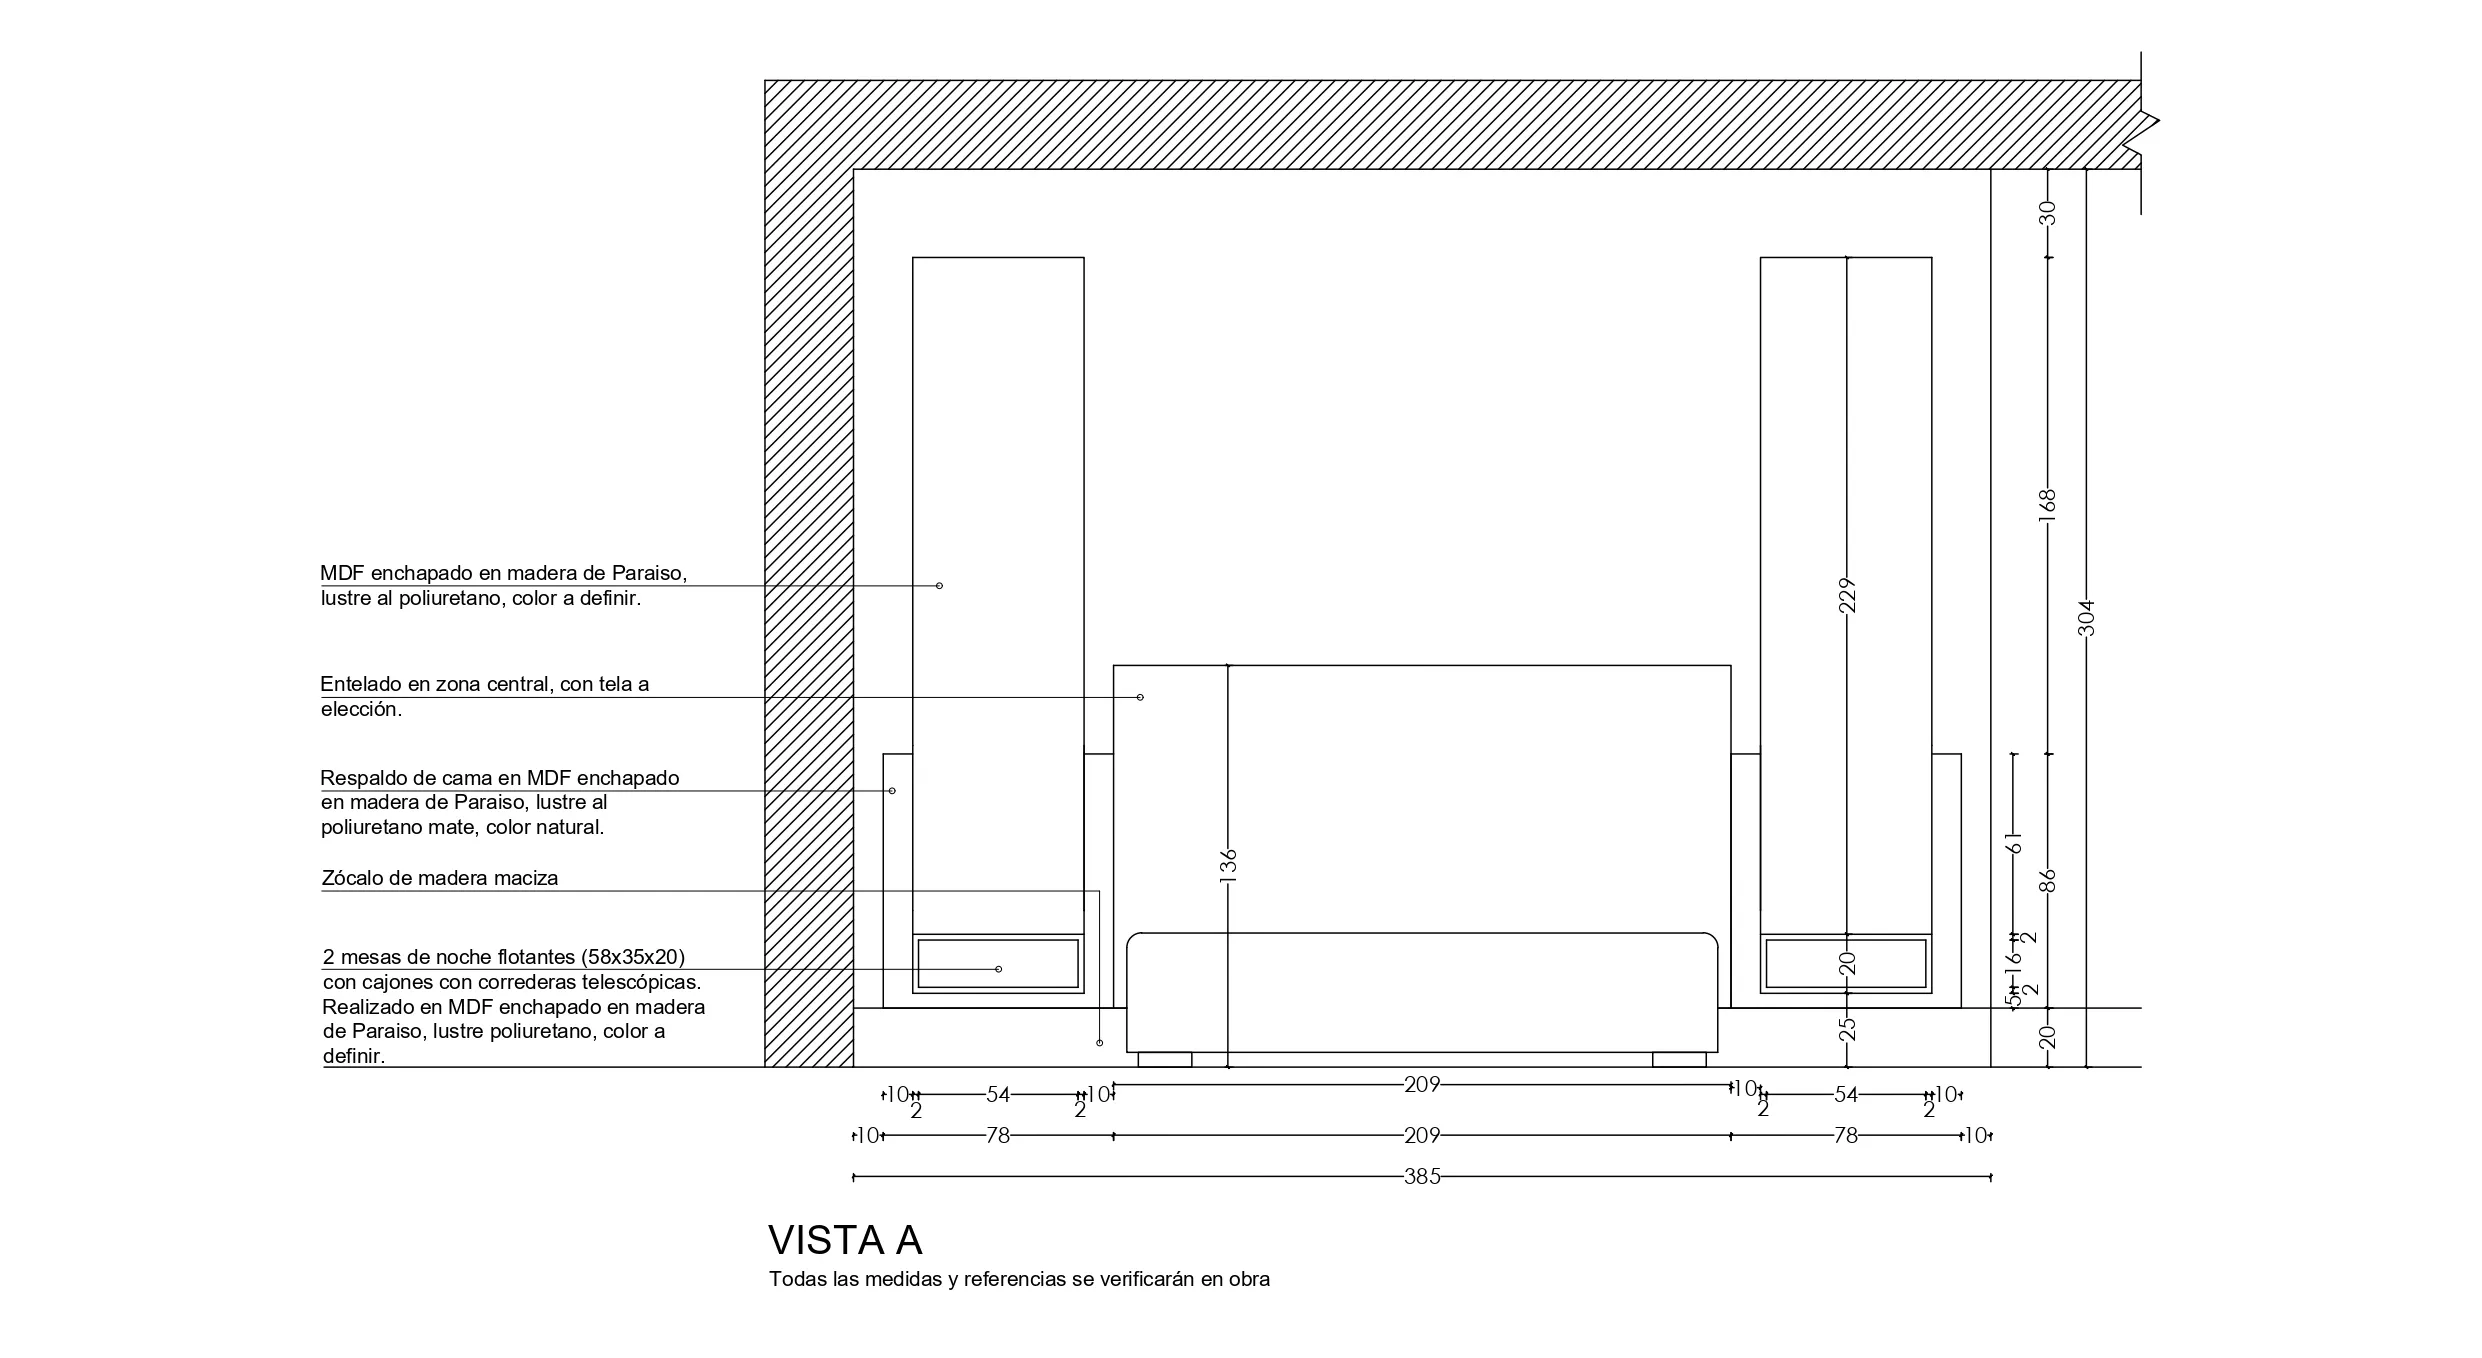 30
168
229
304
MDF enchapado en madera de Paraiso,
lustre al poliuretano, color a definir.
Entelado en zona central, con tela a
elección.
Respaldo de cama en MDF enchapado
en madera de Paraiso, lustre al
poliuretano mate, color natural.
61
136
86
Zócalo de madera maciza
2
2 mesas de noche flotantes (58x35x20)
con cajones con correderas telescópicas.
Realizado en MDF enchapado en madera
de Paraiso, lustre poliuretano, color a
definir.
20
16
2
5
25
20
10 2 54 2 10 209 10 2 54 2 10
10 78 209 78 10
385
VISTA A
Todas las medidas y referencias se verificarán en obra